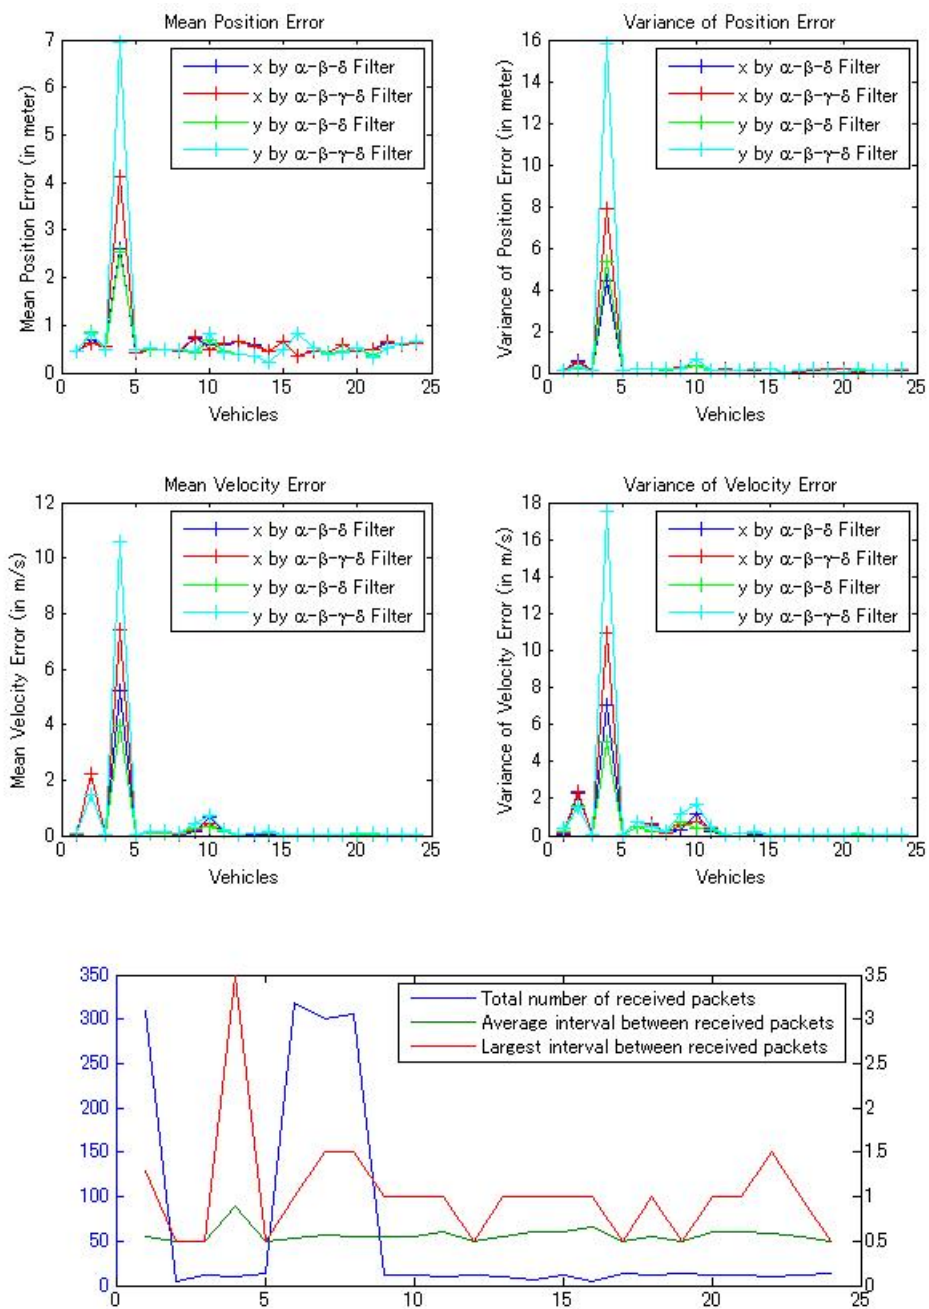 Mean Position Error
Mean Position Error (in meter)
7
6
5
4
3
2
1
0
0 5 10 15 20 25
Vehicles
x by α-β-δ Filter
x by α-β-γ-δ Filter
y by α-β-δ Filter
y by α-β-γ-δ Filter
Variance of Position Error
Variance of Position Error (in meter)
16
14
12
10
8
6
4
2
0
0 5 10 15 20 25
Vehicles
x by α-β-δ Filter
x by α-β-γ-δ Filter
y by α-β-δ Filter
y by α-β-γ-δ Filter
Mean Velocity Error
Mean Velocity Error (in m/s)
12
10
8
6
4
2
0
0 5 10 15 20 25
Vehicles
x by α-β-δ Filter
x by α-β-γ-δ Filter
y by α-β-δ Filter
y by α-β-γ-δ Filter
Variance of Velocity Error
Variance of Velocity Error (in m/s)
18
16
14
12
10
8
6
4
2
0
0 5 10 15 20 25
Vehicles
x by α-β-δ Filter
x by α-β-γ-δ Filter
y by α-β-δ Filter
y by α-β-γ-δ Filter
350
300
250
200
150
100
50
0
Total number of received packets
Average interval between received packets
Largest interval between received packets
3.5
3
2.5
2
1.5
1
0.5
0
0 5 10 15 20 25